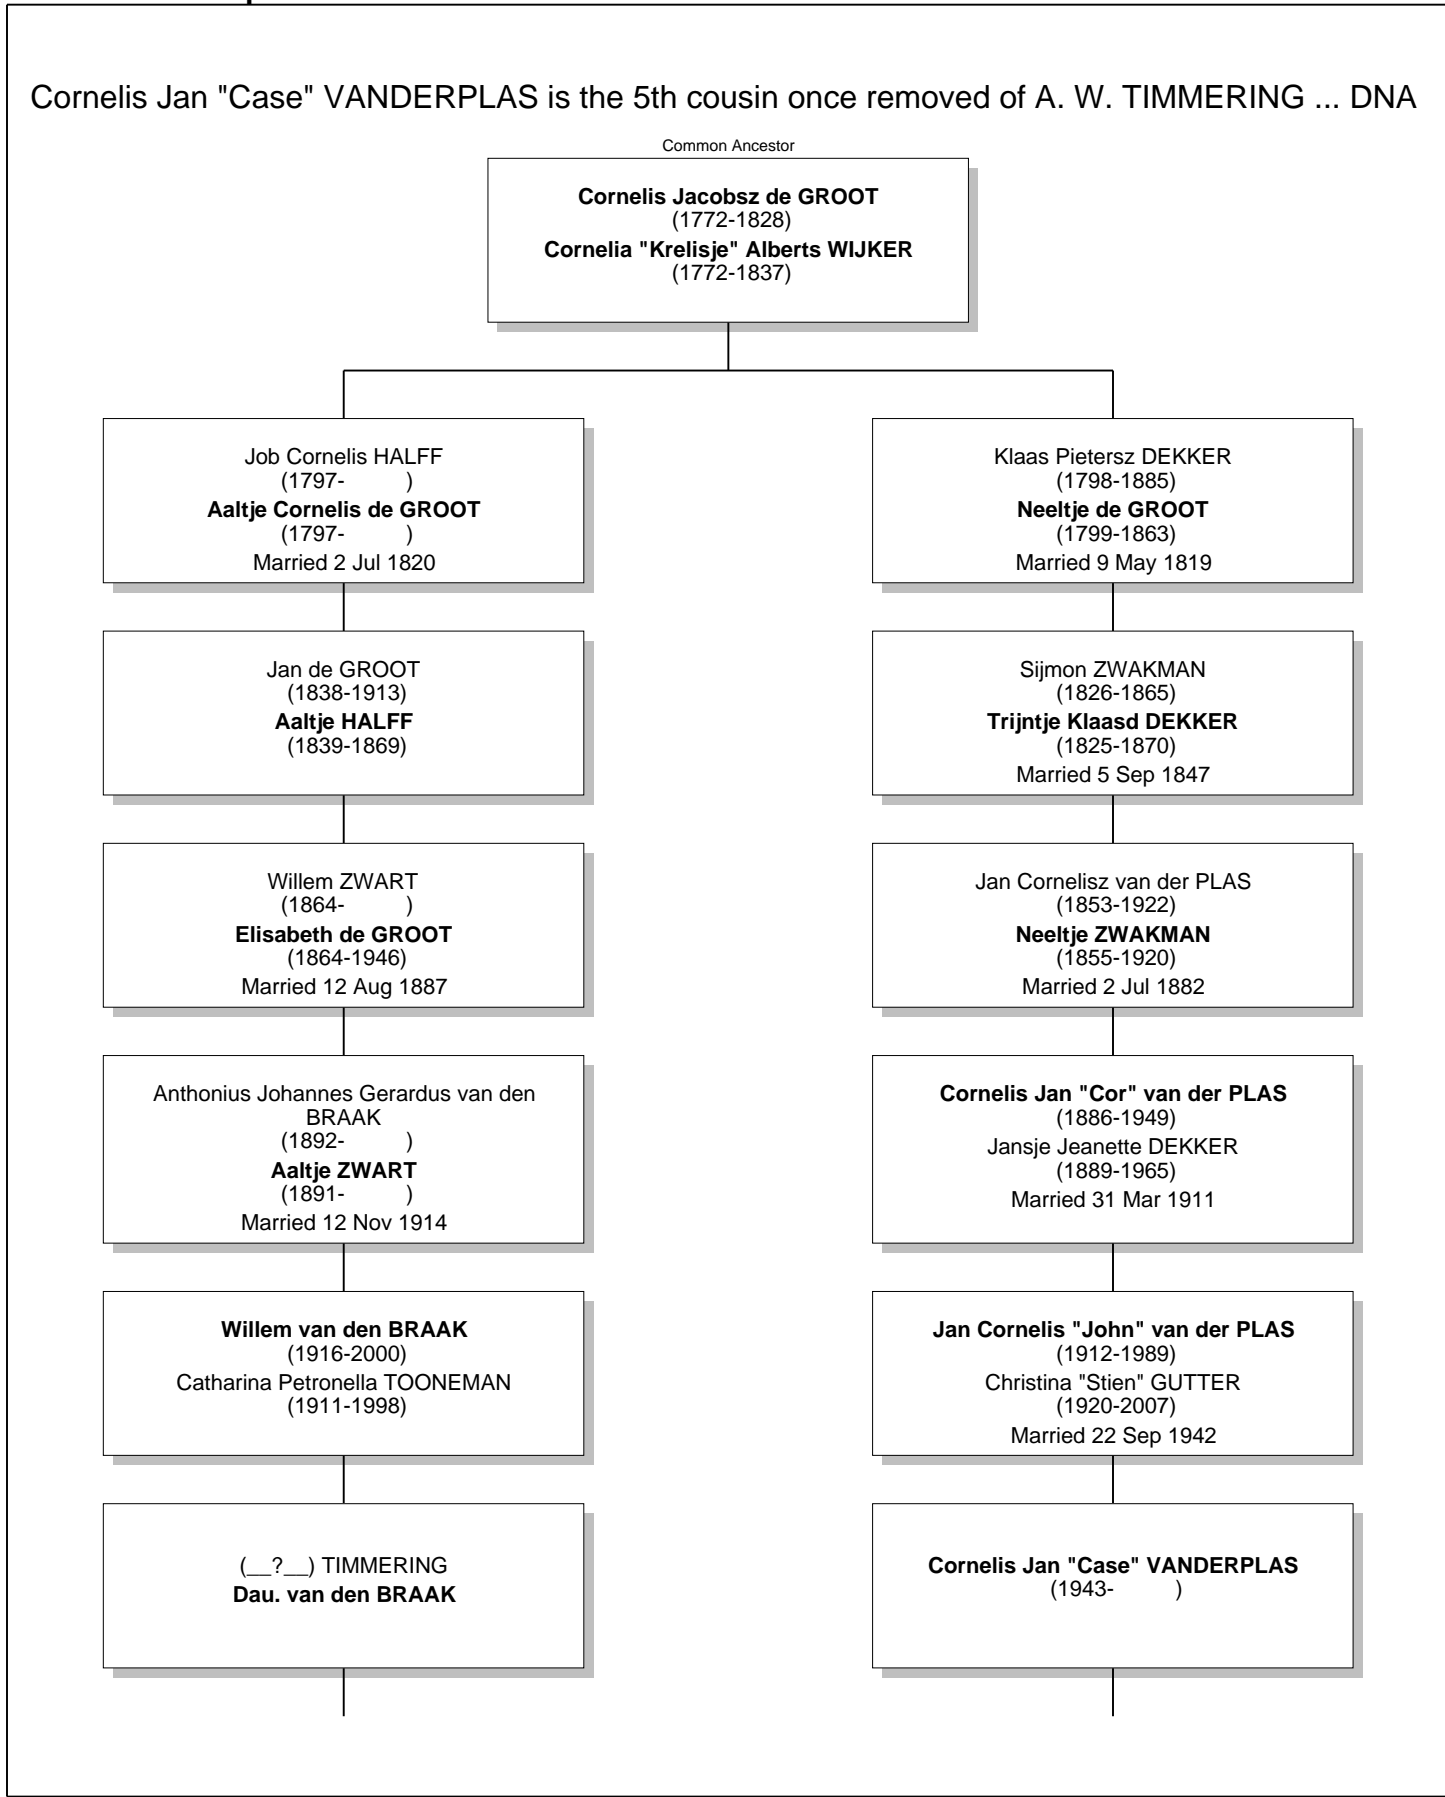 Cornelis Jan "Case" VANDERPLAS is the 5th cousin once removed of A. W. TIMMERING ... DNA
Common Ancestor
Cornelis Jacobsz de GROOT
(1772-1828)
Cornelia "Krelisje" Alberts WIJKER
(1772-1837)
Job Cornelis HALFF
(1797- )
Aaltje Cornelis de GROOT
(1797- )
Married 2 Jul 1820
Klaas Pietersz DEKKER
(1798-1885)
Neeltje de GROOT
(1799-1863)
Married 9 May 1819
Jan de GROOT
(1838-1913)
Aaltje HALFF
(1839-1869)
Sijmon ZWAKMAN
(1826-1865)
Trijntje Klaasd DEKKER
(1825-1870)
Married 5 Sep 1847
Willem ZWART
(1864- )
Elisabeth de GROOT
(1864-1946)
Married 12 Aug 1887
Jan Cornelisz van der PLAS
(1853-1922)
Neeltje ZWAKMAN
(1855-1920)
Married 2 Jul 1882
Anthonius Johannes Gerardus van den
BRAAK
(1892- )
Aaltje ZWART
(1891- )
Married 12 Nov 1914
Cornelis Jan "Cor" van der PLAS
(1886-1949)
Jansje Jeanette DEKKER
(1889-1965)
Married 31 Mar 1911
Willem van den BRAAK
(1916-2000)
Catharina Petronella TOONEMAN
(1911-1998)
Jan Cornelis "John" van der PLAS
(1912-1989)
Christina "Stien" GUTTER
(1920-2007)
Married 22 Sep 1942
(__?__) TIMMERING
Dau. van den BRAAK
Cornelis Jan "Case" VANDERPLAS
(1943- )